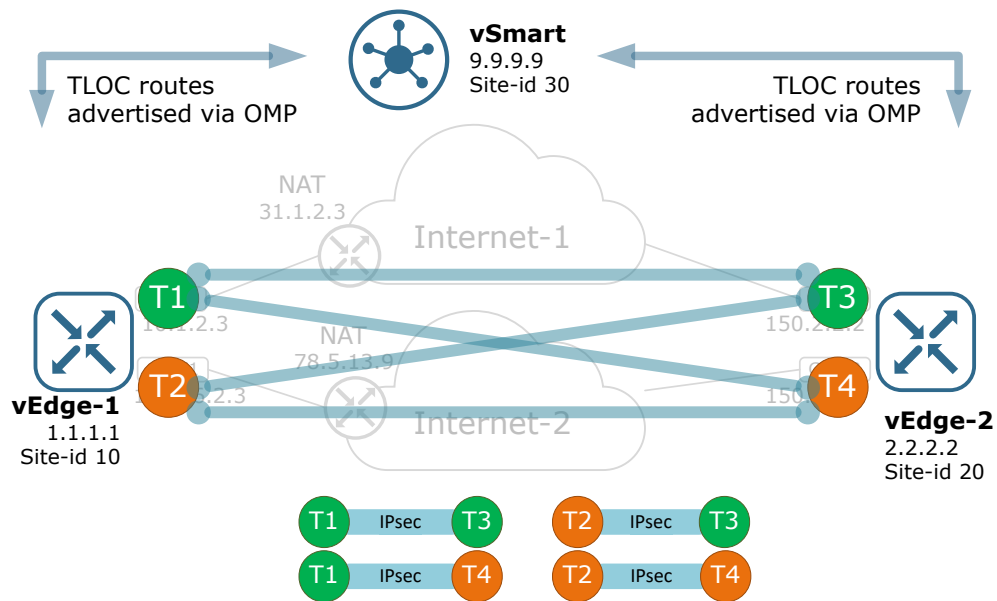 vSmart
9.9.9.9
Site-id 30
TLOC routes
advertised via OMP
TLOC routes
advertised via OMP
NAT
31.1.2.3
Internet-1
T1
T3
150.2.2.2
NAT
78.5.13.9
T2
T4
Internet-2
vEdge-1
1.1.1.1
Site-id 10
vEdge-2
2.2.2.2
Site-id 20
T1 IPsec T3
T2 IPsec T3
T1 IPsec T4
T2 IPsec T4